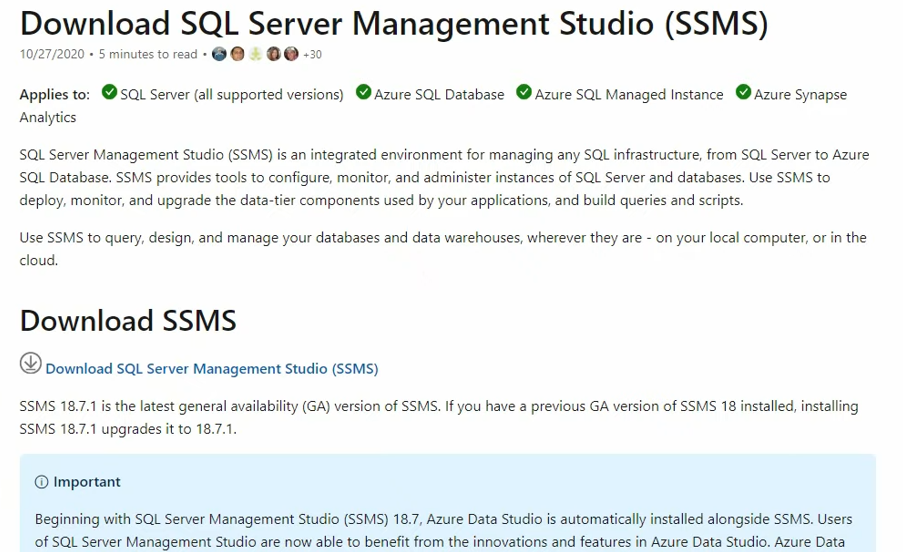 Download SQL Server Management Studio (SSMS)
10/27/2020 • 5 minutes to read • +30
Applies to: SQL Server (all supported versions) Azure SQL Database Azure SQL Managed Instance Azure Synapse
Analytics
SQL Server Management Studio (SSMS) is an integrated environment for managing any SQL infrastructure, from SQL Server to Azure
SQL Database. SSMS provides tools to configure, monitor, and administer instances of SQL Server and databases. Use SSMS to
deploy, monitor, and upgrade the data-tier components used by your applications, and build queries and scripts.
Use SSMS to query, design, and manage your databases and data warehouses, wherever they are - on your local computer, or in the
cloud.
Download SSMS
Download SQL Server Management Studio (SSMS)
SSMS 18.7.1 is the latest general availability (GA) version of SSMS. If you have a previous GA version of SSMS 18 installed, installing
SSMS 18.7.1 upgrades it to 18.7.1.
Important
Beginning with SQL Server Management Studio (SSMS) 18.7, Azure Data Studio is automatically installed alongside SSMS. Users
of SQL Server Management Studio are now able to benefit from the innovations and features in Azure Data Studio. Azure Data